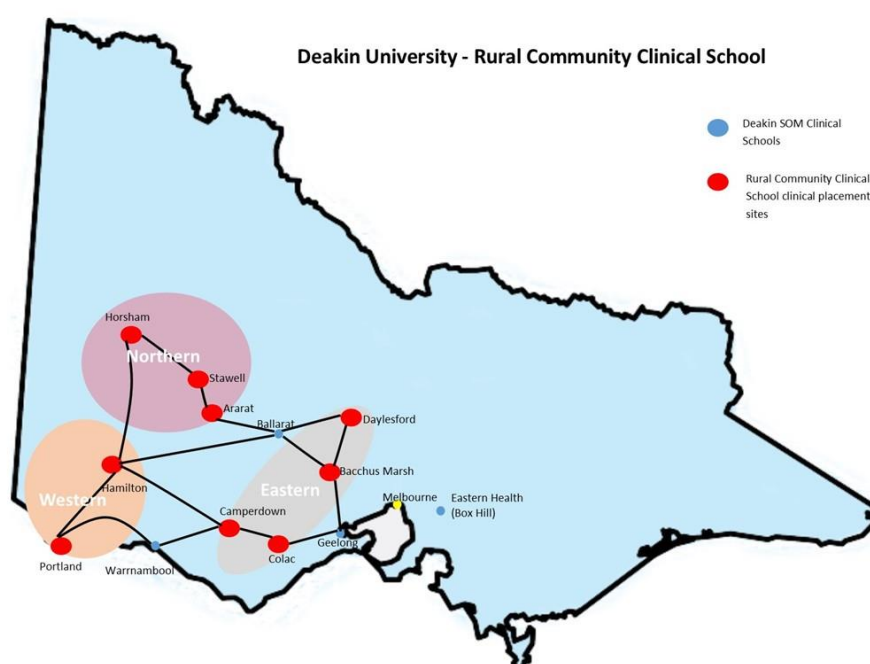 Deakin University - Rural Community Clinical School
Deakin SOM Clinical
Schools
Rural Community Clinical
School clinical placement
sites
Horsham
Northern
Stawell
Ararat
Ballarat
Daylesford
Bacchus Marsh
Hamilton
Western
Eastern
Melbourne
Eastern Health
(Box Hill)
Camperdown
Geelong
Colac
Portland
Warrnambool